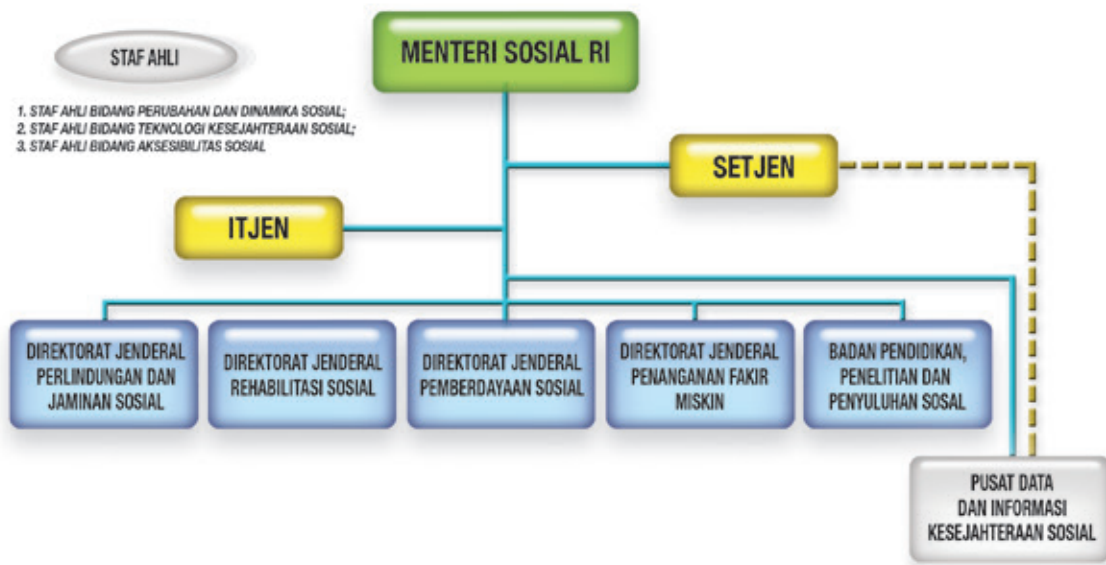 STAF AHLI
MENTERI SOSIAL RI
1. STAF AHLI BIDANG PERUBAHAN DAN DINAMIKA SOSIAL;
2. STAF AHLI BIDANG TEKNOLOGI KESEJAHTERAAN SOSIAL;
3. STAF AHLI BIDANG AKSESIBILITAS SOSIAL
SETJEN
ITJEN
DIREKTORAT JENDERAL
PERLINDUNGAN DAN
JAMINAN SOSIAL
DIREKTORAT JENDERAL
REHABILITASI SOSIAL
DIREKTORAT JENDERAL
PEMBERDAYAAN SOSIAL
DIREKTORAT JENDERAL
PENANGANAN FAKIR
MISKIN
BADAN PENDIDIKAN,
PENELITIAN DAN
PENYULUHAN SOSAL
PUSAT DATA
DAN INFORMASI
KESEJAHTERAAN SOSIAL